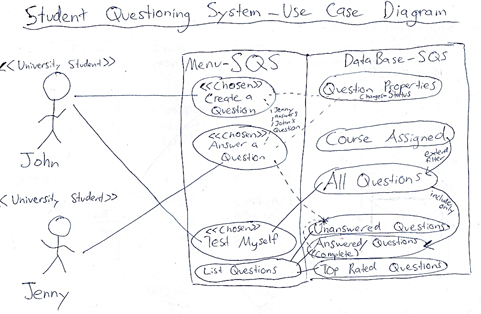 Student Questioning System - Use Case Diagram
<<University Student>>
John
<<University Student>>
Jenny
Menu-SQS
<<Chosen>>
Create a
Question
<<Chosen>>
Answer a
Question
Jenny
answers
John's
Question
<<Chosen>>
Test Myself
List Questions
DataBase-SQS
Question Properties
Changes-Status
Course Assigned
extend
filter
All Questions
include
only
Unanswered Questions
Answered Questions
(complete)
Top Rated Questions